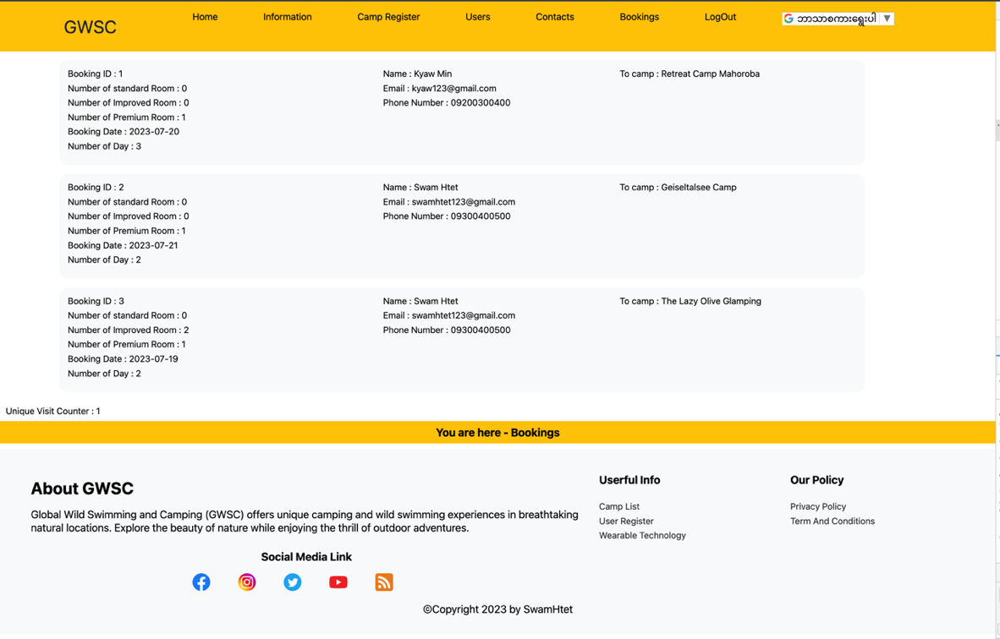 GWSC
Home
Information
Camp Register
Users
Contacts
Bookings
LogOut
ဘာသာစကားရွေးပါ
Booking ID : 1
Number of standard Room : 0
Number of Improved Room : 0
Number of Premium Room : 1
Booking Date : 2023-07-20
Number of Day : 3
Name : Kyaw Min
Email : kyaw123@gmail.com
Phone Number : 09200300400
To camp : Retreat Camp Mahoroba
Booking ID : 2
Number of standard Room : 0
Number of Improved Room : 0
Number of Premium Room : 1
Booking Date : 2023-07-21
Number of Day : 2
Name : Swam Htet
Email : swamhtet123@gmail.com
Phone Number : 09300400500
To camp : Geiseltalsee Camp
Booking ID : 3
Number of standard Room : 0
Number of Improved Room : 2
Number of Premium Room : 1
Booking Date : 2023-07-19
Number of Day : 2
Name : Swam Htet
Email : swamhtet123@gmail.com
Phone Number : 09300400500
To camp : The Lazy Olive Glamping
Unique Visit Counter : 1
You are here - Bookings
About GWSC
Global Wild Swimming and Camping (GWSC) offers unique camping and wild swimming experiences in breathtaking
natural locations. Explore the beauty of nature while enjoying the thrill of outdoor adventures.
Social Media Link
Userful Info
Camp List
User Register
Wearable Technology
Our Policy
Privacy Policy
Term And Conditions
©Copyright 2023 by SwamHtet